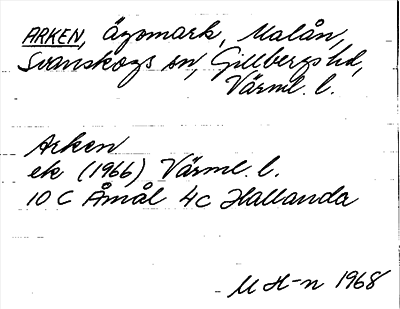 ARKEN, ägomark, Malån,
Svanskogs sn, Gillbergs hd,
Värml. l.
Arken
ek (1966) Värml. l.
10 C Åmål 4c Hallanda
M H-n 1968